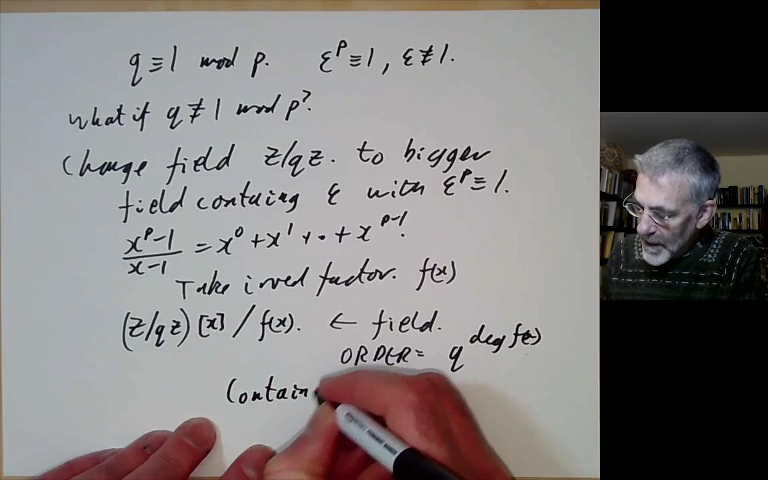 q ≡ 1 mod p. ε^p ≡ 1, ε ≢ 1.
What if q ≢ 1 mod p?
Change field Z/qZ. to bigger
field containg ε with ε^p ≡ 1.
(x^p - 1)/(x - 1) = x^0 + x^1 + .. + x^(p-1).
Take irred factor. f(x)
(Z/qZ)[x] / f(x). ← field.
ORDER = q^(deg f(x))
Contain